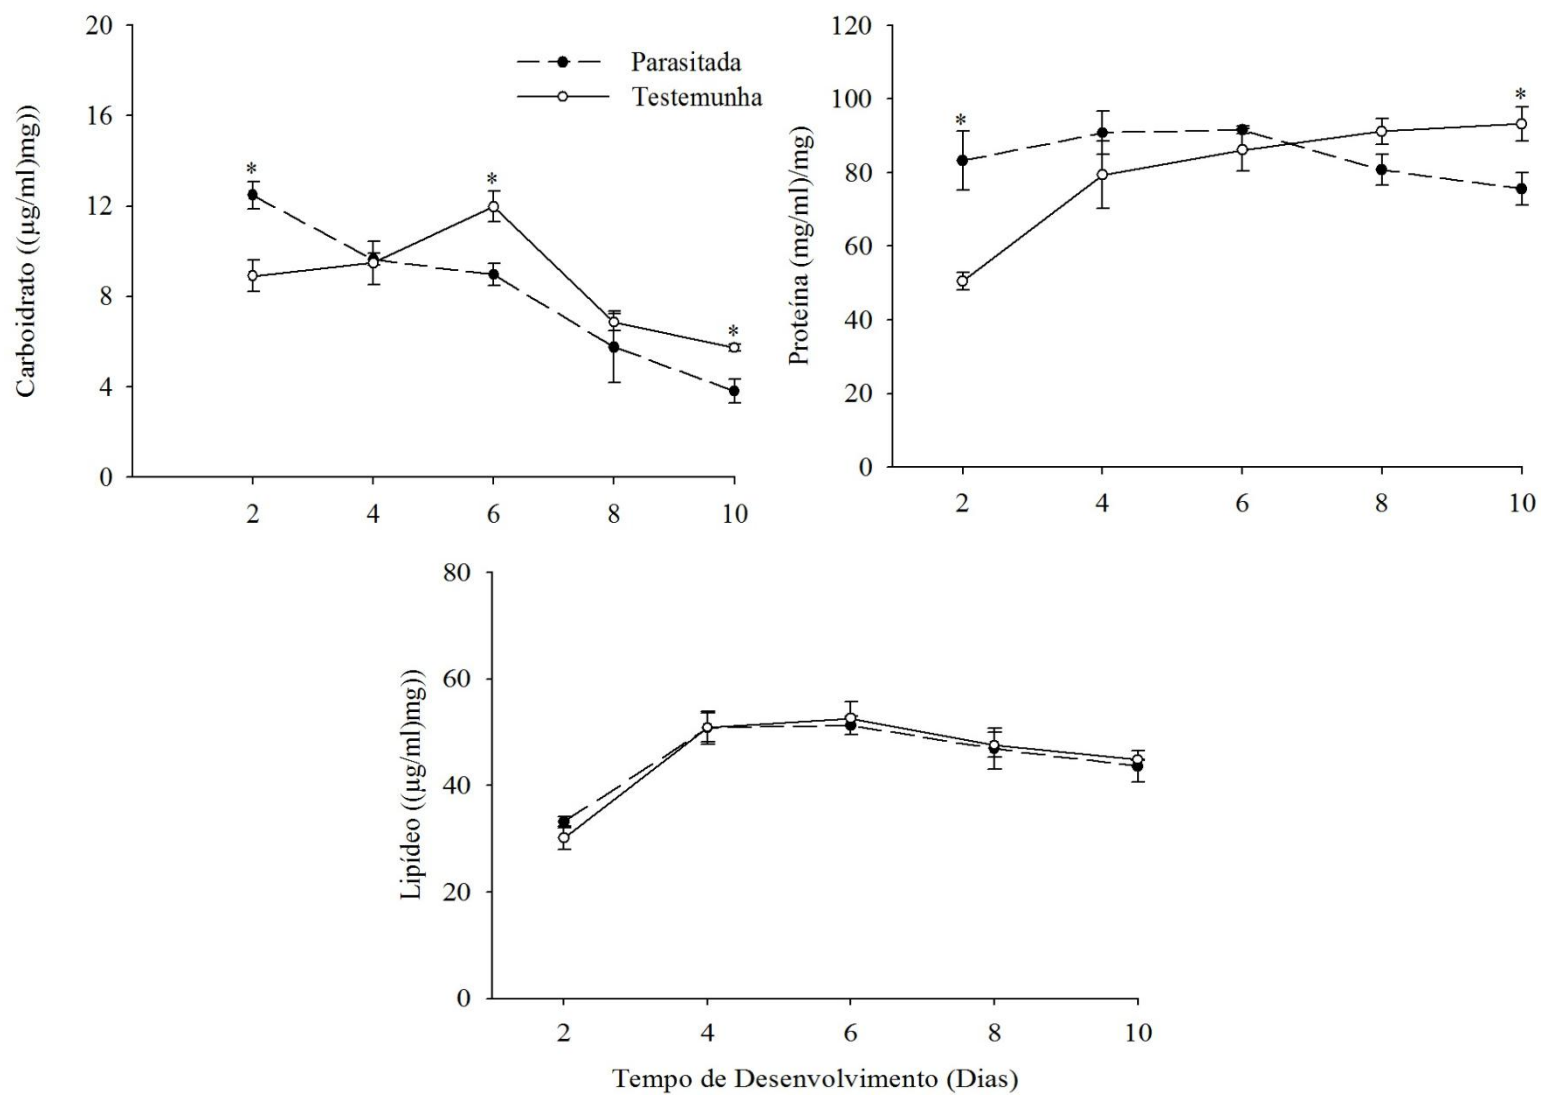 Carboidrato ((µg/ml)mg))
20
16
12
8
4
0
Parasitada
Testemunha
*
*
*
2 4 6 8 10
Proteína (mg/ml)/mg)
120
100
80
60
40
20
0
*
*
2 4 6 8 10
Lipídeo ((µg/ml)mg))
80
60
40
20
0
2 4 6 8 10
Tempo de Desenvolvimento (Dias)